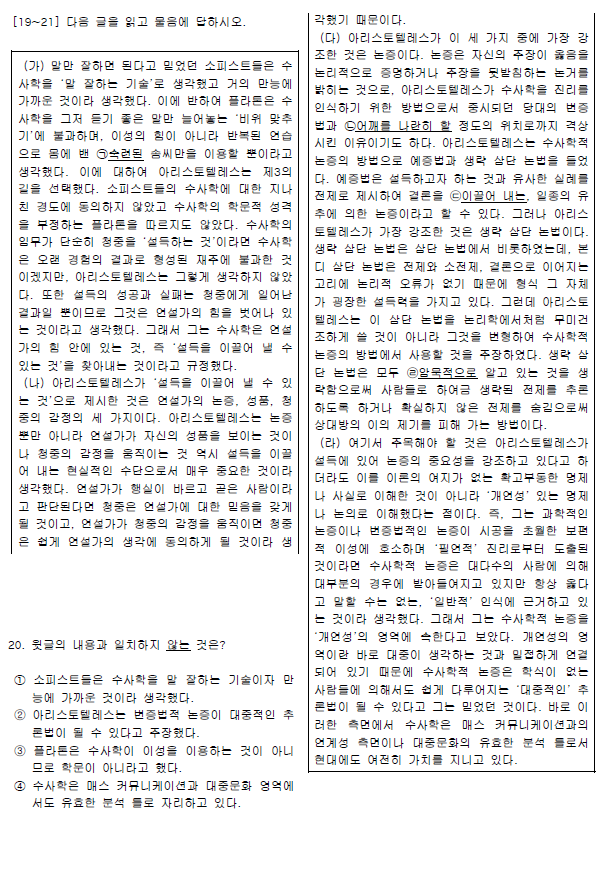 [19~21] 다음 글을 읽고 물음에 답하시오.
(가) 말만 잘하면 된다고 믿었던 소피스트들은 수
사학을 '말 잘하는 기술'로 생각했고 거의 만능에
가까운 것이라 생각했다. 이에 반하여 플라톤은 수
사학을 그저 듣기 좋은 말만 늘어놓는 '비위 맞추
기'에 불과하며, 이성의 힘이 아니라 반복된 연습
으로 몸에 밴 ㉠숙련된 솜씨만을 이용할 뿐이라고
생각했다. 이에 대하여 아리스토텔레스는 제3의
길을 선택했다. 소피스트들의 수사학에 대한 지나
친 경도에 동의하지 않았고 수사학의 학문적 성격
을 부정하는 플라톤을 따르지도 않았다. 수사학의
임무가 단순히 청중을 '설득하는 것'이라면 수사학
은 오랜 경험의 결과로 형성된 재주에 불과한 것
이겠지만, 아리스토텔레스는 그렇게 생각하지 않았
다. 또한 설득의 성공과 실패는 청중에게 일어난
결과일 뿐이므로 그것은 연설가의 힘을 벗어나 있
는 것이라고 생각했다. 그래서 그는 수사학은 연설
가의 힘 안에 있는 것, 즉 '설득을 이끌어 낼 수
있는 것'을 찾아내는 것이라고 규정했다.
(나) 아리스토텔레스가 '설득을 이끌어 낼 수 있
는 것'으로 제시한 것은 연설가의 논증, 성품, 청
중의 감정의 세 가지이다. 아리스토텔레스는 논증
뿐만 아니라 연설가가 자신의 성품을 보이는 것이
나 청중의 감정을 움직이는 것 역시 설득을 이끌
어 내는 현실적인 수단으로서 매우 중요한 것이라
생각했다. 연설가가 행실이 바르고 곧은 사람이라
고 판단된다면 청중은 연설가에 대한 믿음을 갖게
될 것이고, 연설가가 청중의 감정을 움직이면 청중
은 쉽게 연설가의 생각에 동의하게 될 것이라 생
각했기 때문이다.
(다) 아리스토텔레스가 이 세 가지 중에 가장 강
조한 것은 논증이다. 논증은 자신의 주장이 옳음을
논리적으로 증명하거나 주장을 뒷받침하는 논거를
밝히는 것으로, 아리스토텔레스가 수사학을 진리를
인식하기 위한 방법으로서 중시되던 당대의 변증
법과 ㉡어깨를 나란히 할 정도의 위치로까지 격상
시킨 이유이기도 하다. 아리스토텔레스는 수사학적
논증의 방법으로 예증법과 생략 삼단 논법을 들었
다. 예증법은 설득하고자 하는 것과 유사한 실례를
전제로 제시하여 결론을 ㉢이끌어 내는, 일종의 유
추에 의한 논증이라고 할 수 있다. 그러나 아리스
토텔레스가 가장 강조한 것은 생략 삼단 논법이다.
생략 삼단 논법은 삼단 논법에서 비롯하였는데, 본
디 삼단 논법은 전제와 소전제, 결론으로 이어지는
고리에 논리적 오류가 없기 때문에 형식 그 자체
가 굉장한 설득력을 가지고 있다. 그런데 아리스토
텔레스는 이 삼단 논법을 논리학에서처럼 무미건
조하게 쓸 것이 아니라 그것을 변형하여 수사학적
논증의 방법에서 사용할 것을 주장하였다. 생략 삼
단 논법은 모두 ㉣암묵적으로 알고 있는 것을 생
략함으로써 사람들로 하여금 생략된 전제를 추론
하도록 하거나 확실하지 않은 전제를 숨김으로써
상대방의 이의 제기를 피해 가는 방법이다.
(라) 여기서 주목해야 할 것은 아리스토텔레스가
설득에 있어 논증의 중요성을 강조하고 있다고 하
더라도 이를 이론의 여지가 없는 확고부동한 명제
나 사실로 이해한 것이 아니라 '개연성' 있는 명제
나 논의로 이해했다는 점이다. 즉, 그는 과학적인
논증이나 변증법적인 논증이 시공을 초월한 보편
적 이성에 호소하며 '필연적' 진리로부터 도출된
것이라면 수사학적 논증은 대다수의 사람에 의해
대부분의 경우에 받아들여지고 있지만 항상 옳다
고 말할 수는 없는, '일반적' 인식에 근거하고 있
는 것이라 생각했다. 그래서 그는 수사학적 논증을
'개연성'의 영역에 속한다고 보았다. 개연성의 영
역이란 바로 대중이 생각하는 것과 밀접하게 연결
되어 있기 때문에 수사학적 논증은 학식이 없는
사람들에 의해서도 쉽게 다루어지는 '대중적인' 추
론법이 될 수 있다고 그는 믿었던 것이다. 바로 이
러한 측면에서 수사학은 매스 커뮤니케이션과의
연계성 측면이나 대중문화의 유효한 분석 틀로서
현대에도 여전히 가치를 지니고 있다.
20. 윗글의 내용과 일치하지 않는 것은?
① 소피스트들은 수사학을 말 잘하는 기술이자 만
능에 가까운 것이라 생각했다.
② 아리스토텔레스는 변증법적 논증이 대중적인 추
론법이 될 수 있다고 주장했다.
③ 플라톤은 수사학이 이성을 이용하는 것이 아니
므로 학문이 아니라고 했다.
④ 수사학은 매스 커뮤니케이션과 대중문화 영역에
서도 유효한 분석 틀로 자리하고 있다.